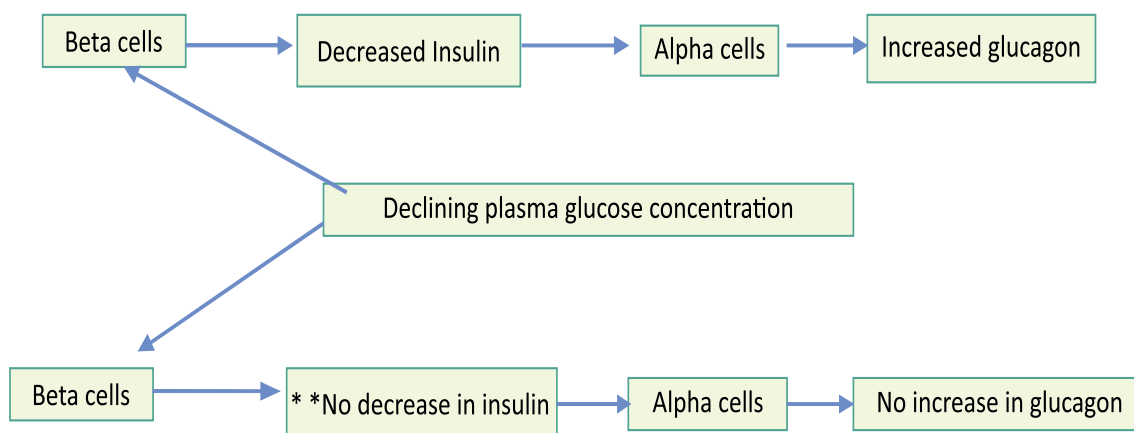 Beta cells
Decreased Insulin
Alpha cells
Increased glucagon
Declining plasma glucose concentration
Beta cells
* *No decrease in insulin
Alpha cells
No increase in glucagon